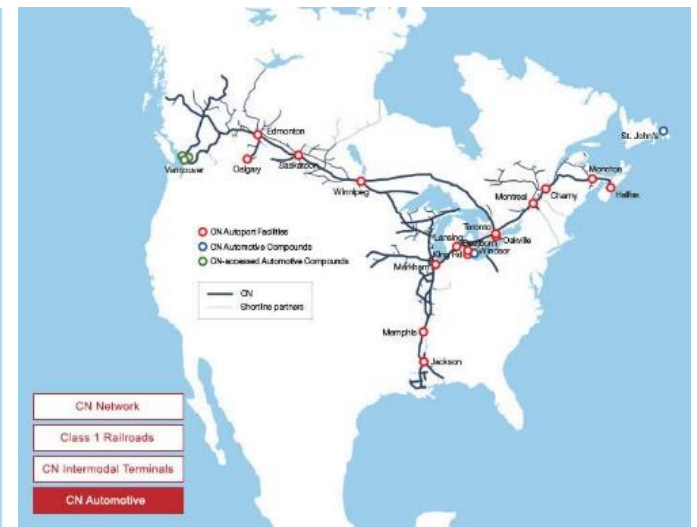 Edmonton
St. John's
Vancouver
Calgary
Saskatoon
Winnipeg
Moncton
Halifax
Montreal
Charny
Toronto
Oakville
Lansing
Windsor
Markham
CN Autoport Facilities
CN Automotive Compounds
CN-accessed Automotive Compounds
CN
Shortline partners
Memphis
Jackson
CN Network
Class 1 Railroads
CN Intermodal Terminals
CN Automotive